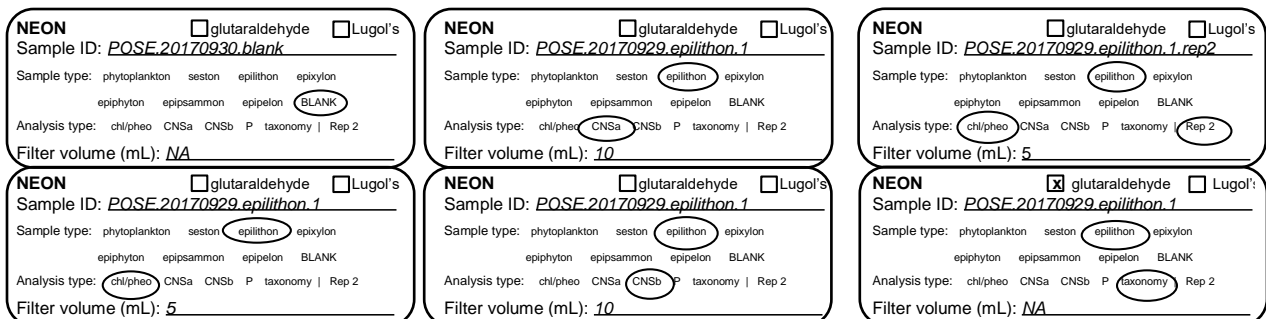 NEON glutaraldehyde Lugol's
Sample ID: POSE.20170930.blank
Sample type: phytoplankton seston epilithon epixylon
epiphyton epipsammon epipelon BLANK
Analysis type: chl/pheo CNSa CNSb P taxonomy | Rep 2
Filter volume (mL): NA
NEON glutaraldehyde Lugol's
Sample ID: POSE.20170929.epilithon.1
Sample type: phytoplankton seston epilithon epixylon
epiphyton epipsammon epipelon BLANK
Analysis type: chl/pheo CNSa CNSb P taxonomy | Rep 2
Filter volume (mL): 10
NEON glutaraldehyde Lugol's
Sample ID: POSE.20170929.epilithon.1.rep2
Sample type: phytoplankton seston epilithon epixylon
epiphyton epipsammon epipelon BLANK
Analysis type: chl/pheo CNSa CNSb P taxonomy | Rep 2
Filter volume (mL): 5
NEON glutaraldehyde Lugol's
Sample ID: POSE.20170929.epilithon.1
Sample type: phytoplankton seston epilithon epixylon
epiphyton epipsammon epipelon BLANK
Analysis type: chl/pheo CNSa CNSb P taxonomy | Rep 2
Filter volume (mL): 5
NEON glutaraldehyde Lugol's
Sample ID: POSE.20170929.epilithon.1
Sample type: phytoplankton seston epilithon epixylon
epiphyton epipsammon epipelon BLANK
Analysis type: chl/pheo CNSa CNSb P taxonomy | Rep 2
Filter volume (mL): 10
NEON x glutaraldehyde Lugol's
Sample ID: POSE.20170929.epilithon.1
Sample type: phytoplankton seston epilithon epixylon
epiphyton epipsammon epipelon BLANK
Analysis type: chl/pheo CNSa CNSb P taxonomy | Rep 2
Filter volume (mL): NA